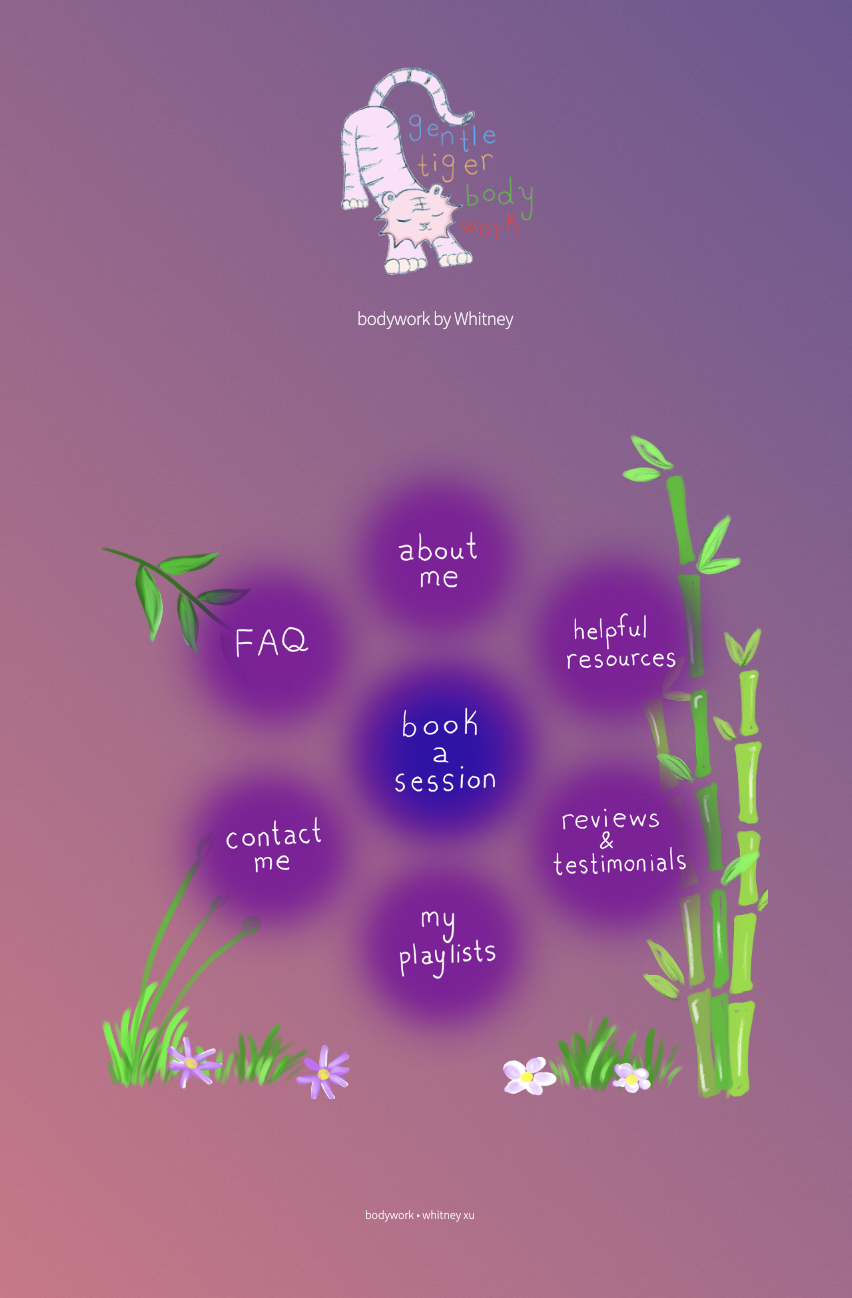 gentle
tiger
body
work
bodywork by Whitney
about
me
FAQ
helpful
resources
book
a
session
contact
me
reviews
&
testimonials
my
playlists
bodywork • whitney xu